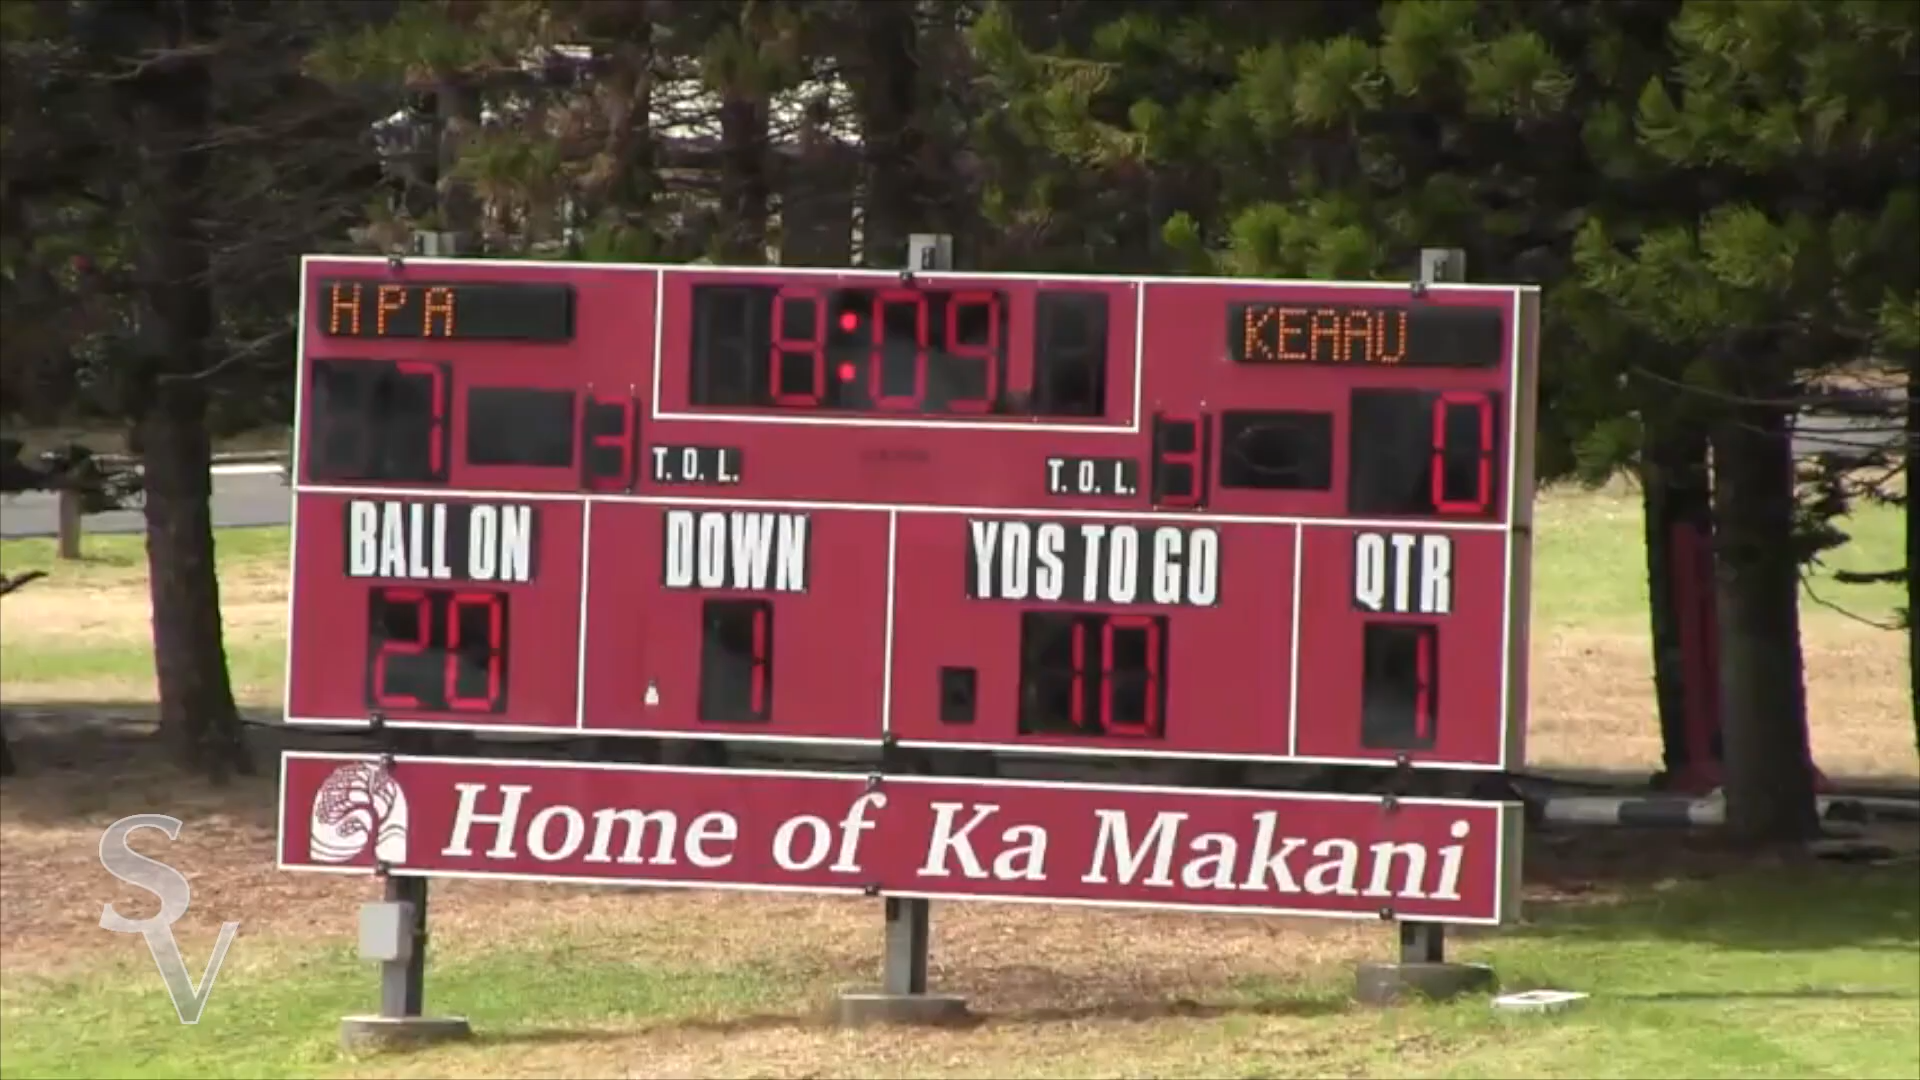 HPA 8:09 KEAAU
7 3 T.O.L. T.O.L. 3 0
BALL ON DOWN YDS TO GO QTR
20 1 10 1
Home of Ka Makani
SV